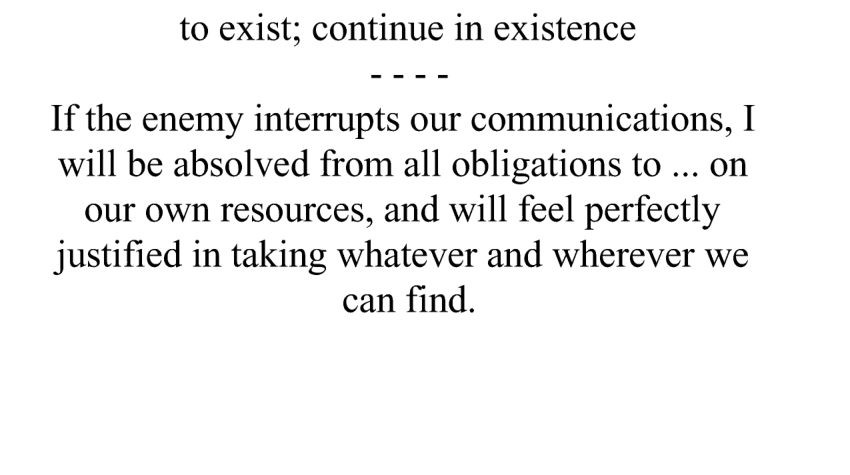 to exist; continue in existence
- - - -
If the enemy interrupts our communications, I
will be absolved from all obligations to ... on
our own resources, and will feel perfectly
justified in taking whatever and wherever we
can find.